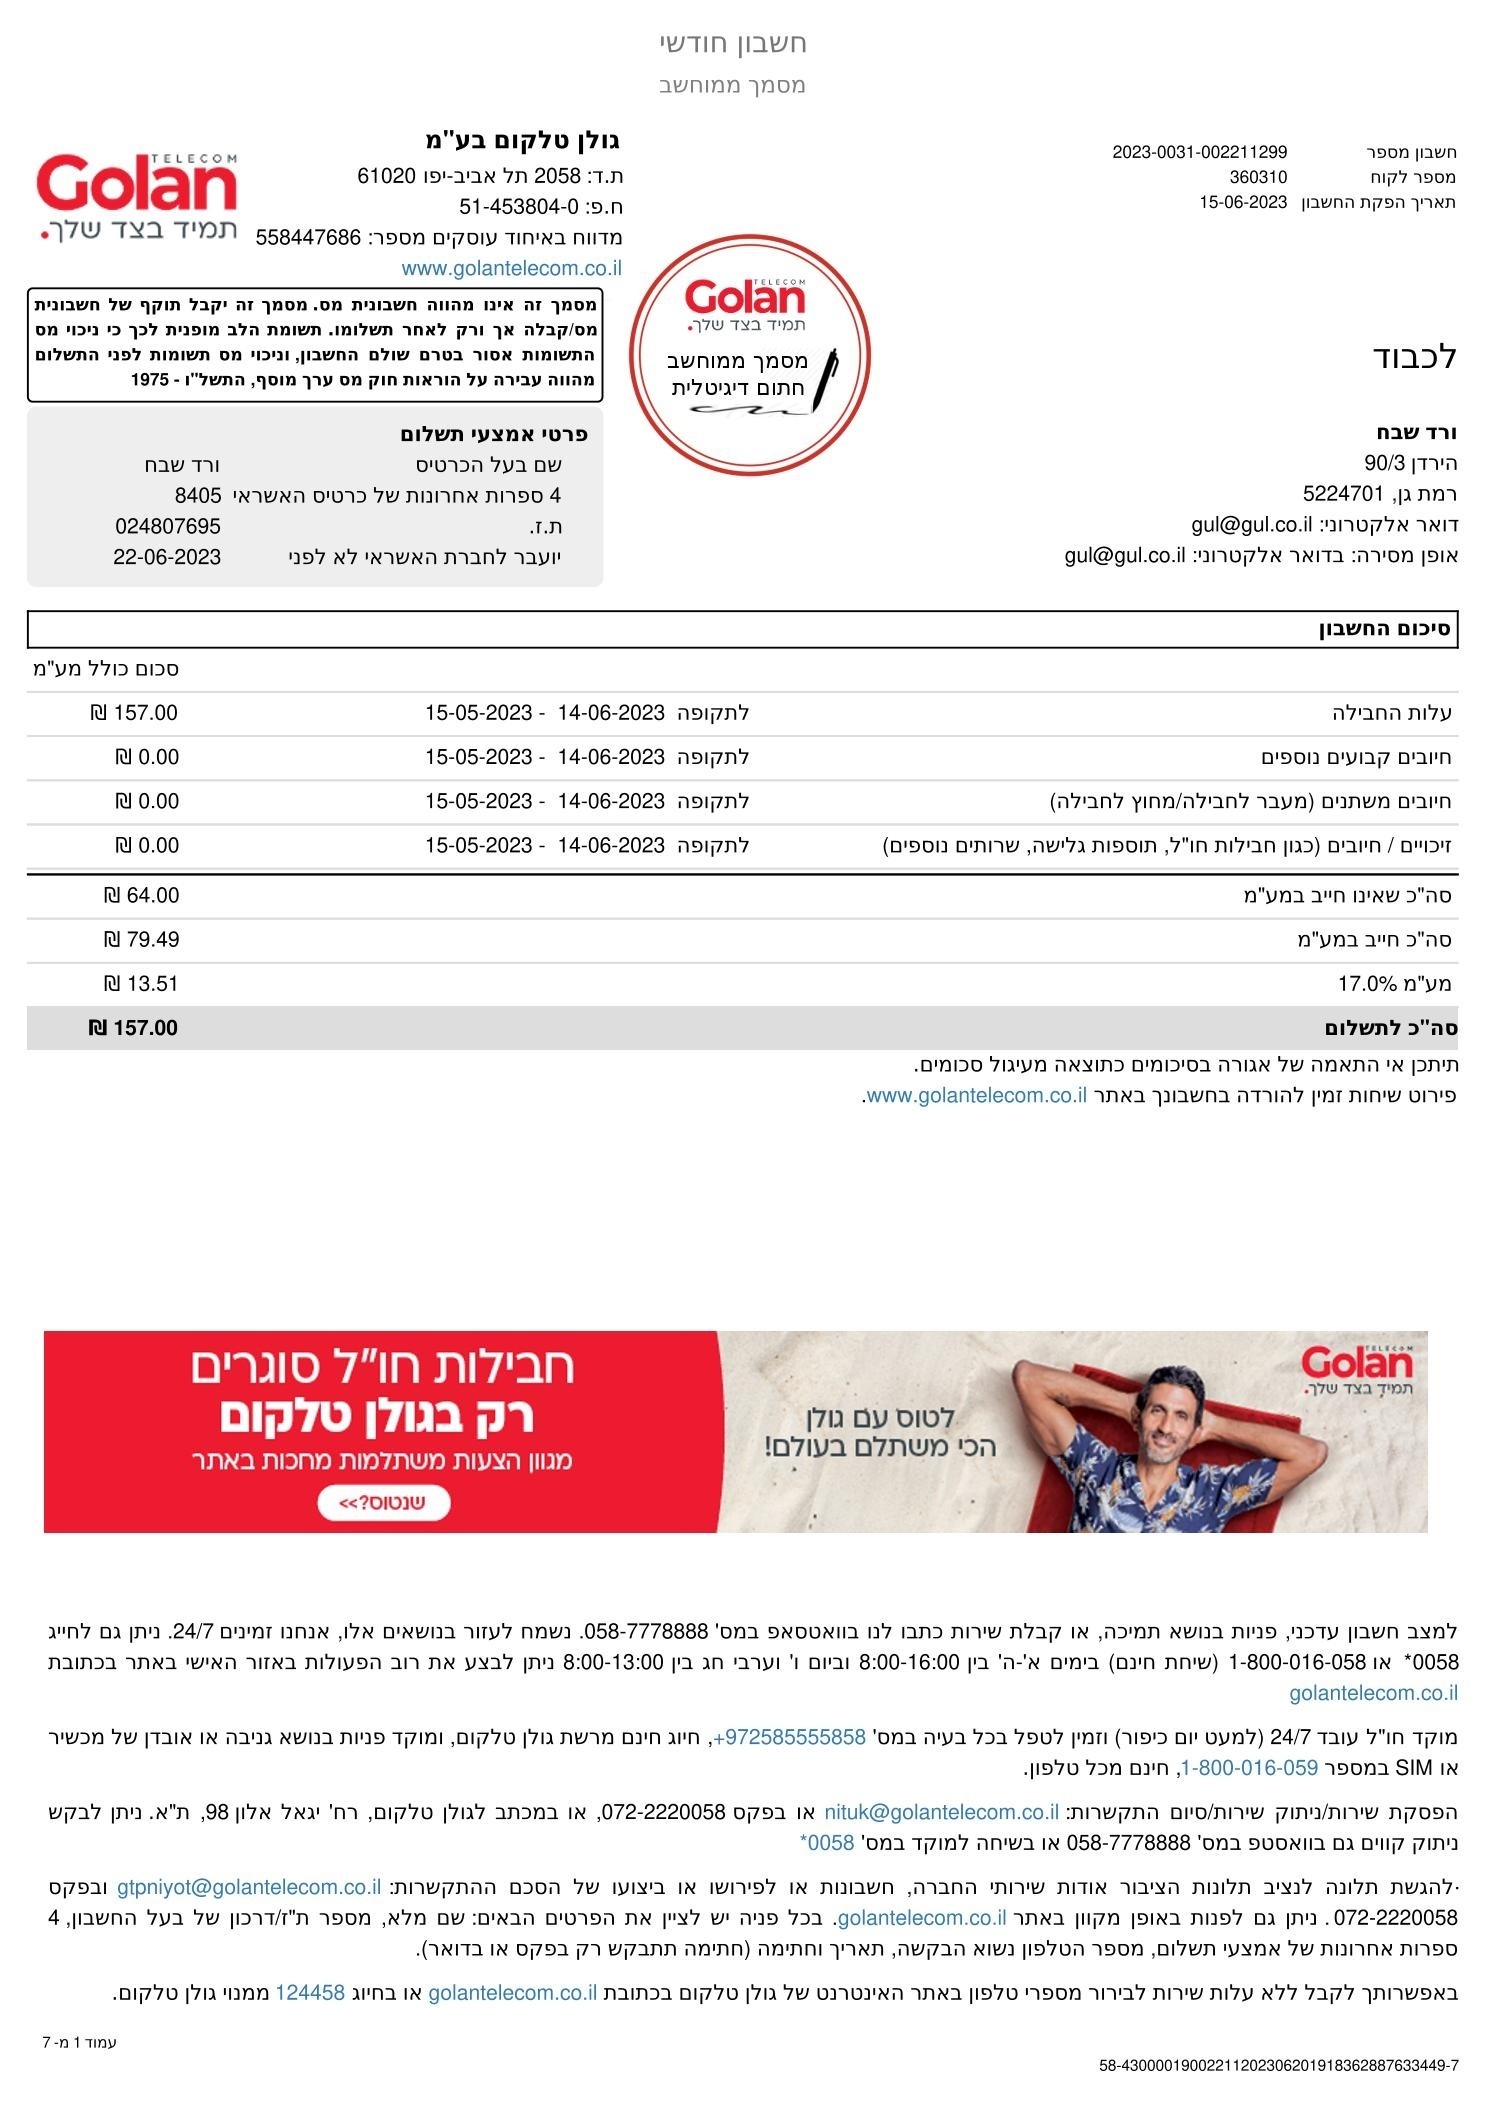 חשבון חודשי
מסמך ממוחשב
חשבון מספר 2023-0031-002211299
מספר לקוח 360310
תאריך הפקת החשבון 15-06-2023
גולן טלקום בע"מ
ת.ד: 2058 תל אביב-יפו 61020
ח.פ: 51-453804-0
מדווח באיחוד עוסקים מספר: 558447686
www.golantelecom.co.il
Golan TELECOM
תמיד בצד שלך.
מסמך זה אינו מהווה חשבונית מס. מסמך זה יקבל תוקף של חשבונית
מס/קבלה אך ורק לאחר תשלומו. תשומת הלב מופנית לכך כי ניכוי מס
התשומות אסור בטרם שולם החשבון, וניכוי מס תשומות לפני התשלום
מהווה עבירה על הוראות חוק מס ערך מוסף, התשל"ו - 1975
Golan TELECOM
תמיד בצד שלך.
מסמך ממוחשב
חתום דיגיטלית
לכבוד
ורד שבח
הירדן 90/3
רמת גן, 5224701
דואר אלקטרוני: gul@gul.co.il
אופן מסירה: בדואר אלקטרוני: gul@gul.co.il
פרטי אמצעי תשלום
שם בעל הכרטיס ורד שבח
4 ספרות אחרונות של כרטיס האשראי 8405
ת.ז. 024807695
יועבר לחברת האשראי לא לפני 22-06-2023
סיכום החשבון
סכום כולל מע"מ
עלות החבילה לתקופה 14-06-2023 - 15-05-2023 157.00 ₪
חיובים קבועים נוספים לתקופה 14-06-2023 - 15-05-2023 0.00 ₪
חיובים משתנים (מעבר לחבילה/מחוץ לחבילה) לתקופה 14-06-2023 - 15-05-2023 0.00 ₪
זיכויים / חיובים (כגון חבילות חו"ל, תוספות גלישה, שרותים נוספים) לתקופה 14-06-2023 - 15-05-2023 0.00 ₪
סה"כ שאינו חייב במע"מ 64.00 ₪
סה"כ חייב במע"מ 79.49 ₪
מע"מ 17.0% 13.51 ₪
סה"כ לתשלום 157.00 ₪
תיתכן אי התאמה של אגורה בסיכומים כתוצאה מעיגול סכומים.
פירוט שיחות זמין להורדה בחשבונך באתר www.golantelecom.co.il.
Golan TELECOM
תמיד בצד שלך.
לטוס עם גולן
הכי משתלם בעולם!
חבילות חו"ל סוגרים
רק בגולן טלקום
מגוון הצעות משתלמות מחכות באתר
שנטוס?>>
למצב חשבון עדכני, פניות בנושא תמיכה, או קבלת שירות כתבו לנו בוואטסאפ במס' 058-7778888. נשמח לעזור בנושאים אלו, אנחנו זמינים 24/7. ניתן גם לחייג
0058* או 1-800-016-058 (שיחת חינם) בימים א'-ה' בין 8:00-16:00 וביום ו' וערבי חג בין 8:00-13:00 ניתן לבצע את רוב הפעולות באזור האישי באתר בכתובת
golantelecom.co.il
מוקד חו"ל עובד 24/7 (למעט יום כיפור) וזמין לטפל בכל בעיה במס' 972585555858+, חיוג חינם מרשת גולן טלקום, ומוקד פניות בנושא גניבה או אובדן של מכשיר
או SIM במספר 1-800-016-059, חינם מכל טלפון.
הפסקת שירות/ניתוק שירות/סיום התקשרות: nituk@golantelecom.co.il או בפקס 072-2220058, או במכתב לגולן טלקום, רח' יגאל אלון 98, ת"א. ניתן לבקש
ניתוק קווים גם בוואסטפ במס' 058-7778888 או בשיחה למוקד במס' 0058*
·להגשת תלונה לנציב תלונות הציבור אודות שירותי החברה, חשבונות או לפירושו או ביצועו של הסכם ההתקשרות: gtpniyot@golantelecom.co.il ובפקס
072-2220058 . ניתן גם לפנות באופן מקוון באתר golantelecom.co.il. בכל פניה יש לציין את הפרטים הבאים: שם מלא, מספר ת"ז/דרכון של בעל החשבון, 4
ספרות אחרונות של אמצעי תשלום, מספר הטלפון נשוא הבקשה, תאריך וחתימה (חתימה תתבקש רק בפקס או בדואר).
באפשרותך לקבל ללא עלות שירות לבירור מספרי טלפון באתר האינטרנט של גולן טלקום בכתובת golantelecom.co.il או בחיוג 124458 ממנוי גולן טלקום.
עמוד 1 מ- 7
58-4300001900221120230620191836288763​3449-7